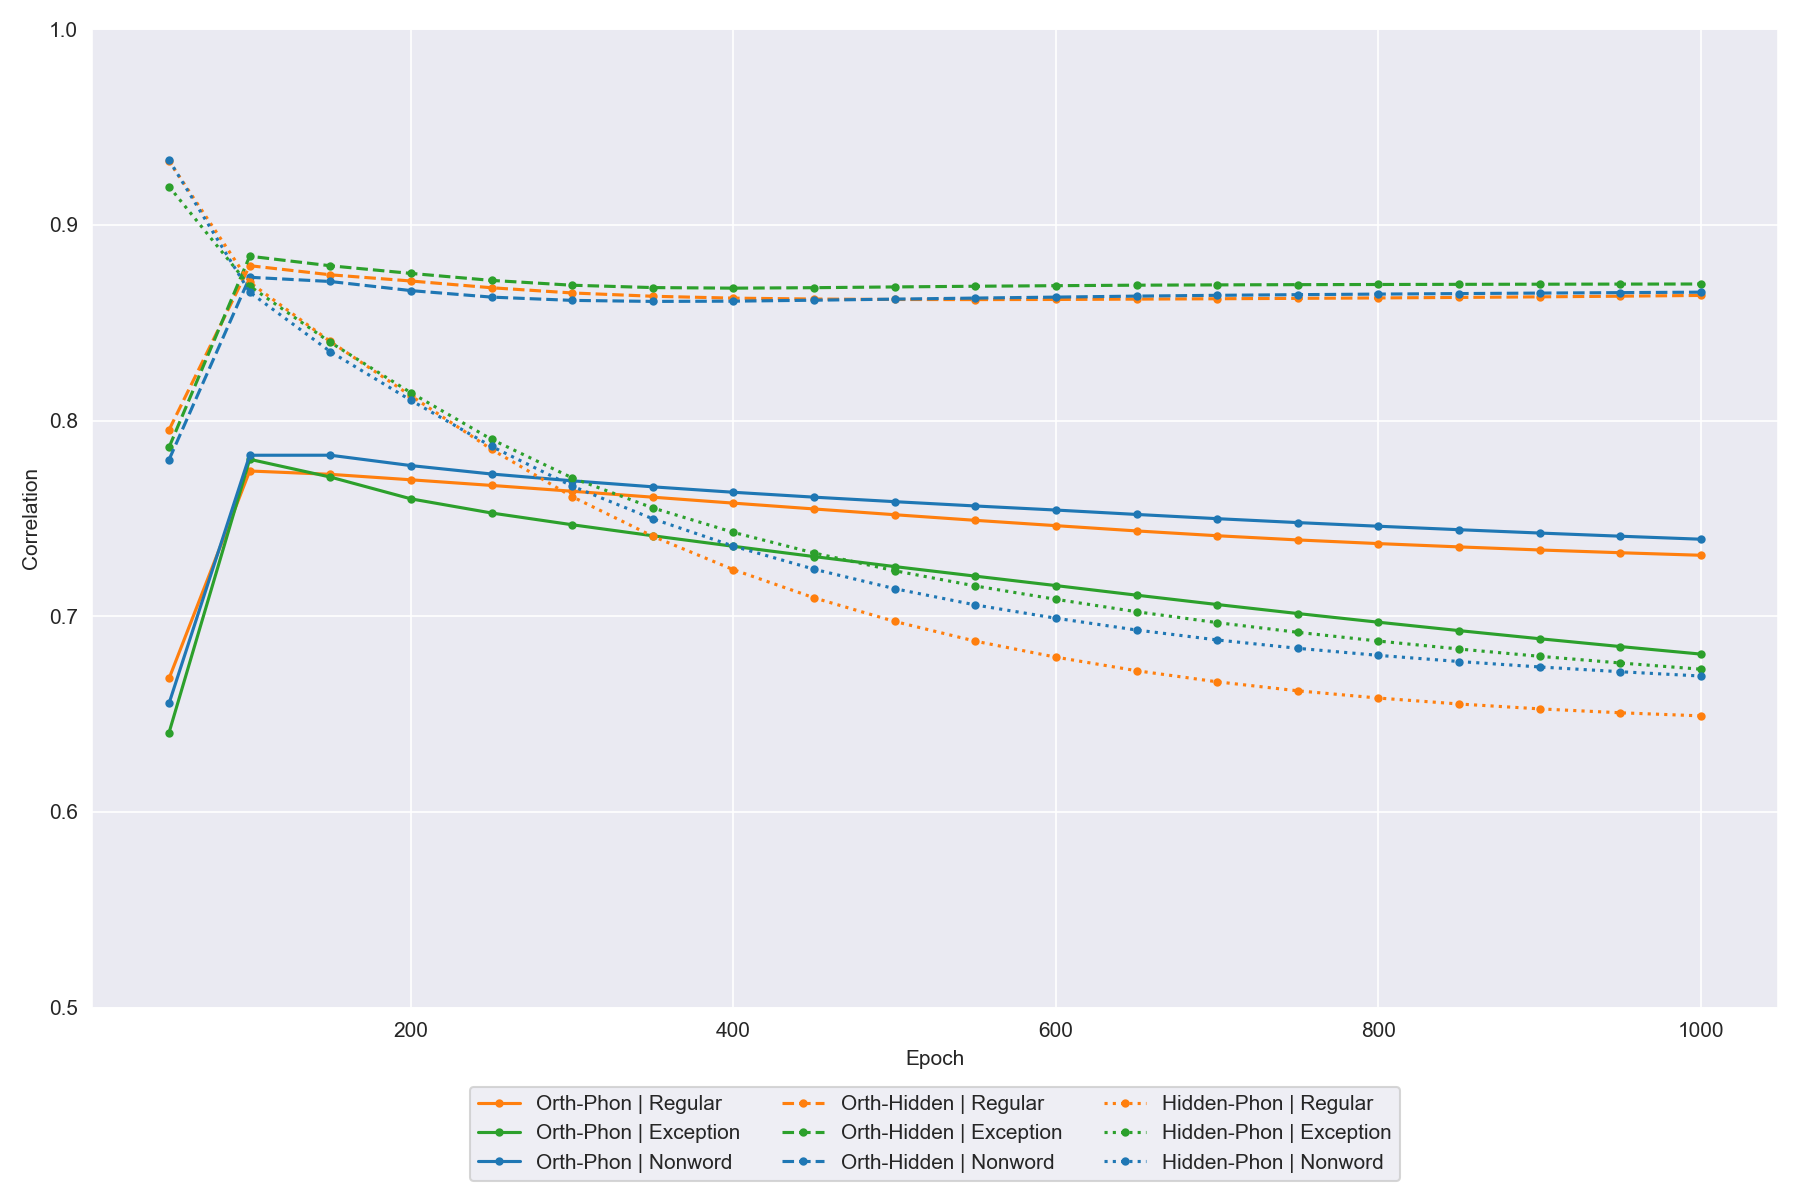 1.0
0.9
0.8
0.7
0.6
0.5
Correlation
200 400 600 800 1000
Epoch
Orth-Phon | Regular Orth-Hidden | Regular Hidden-Phon | Regular
Orth-Phon | Exception Orth-Hidden | Exception Hidden-Phon | Exception
Orth-Phon | Nonword Orth-Hidden | Nonword Hidden-Phon | Nonword